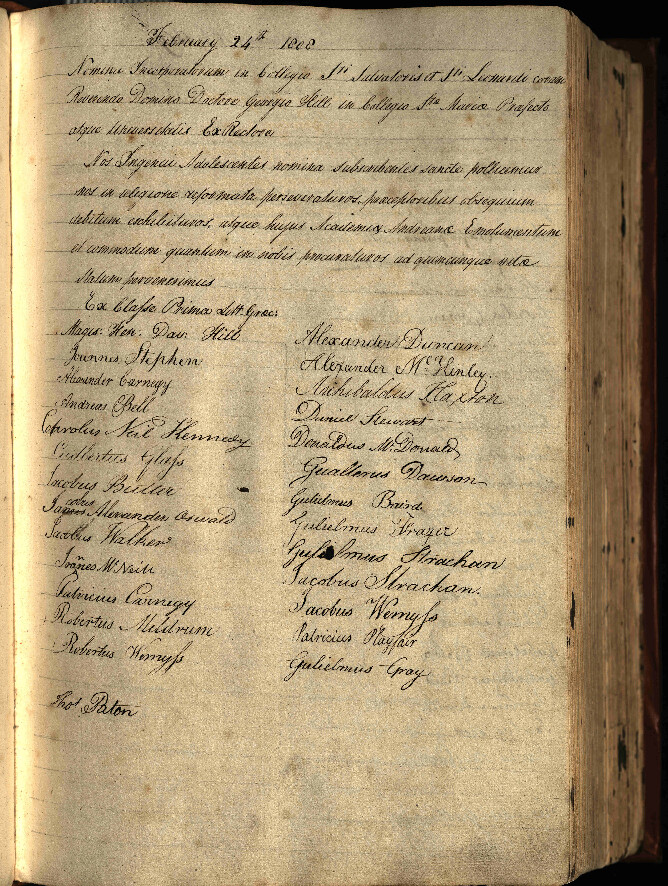 February 24th 1808
Nomina Incorporatorum in Collegio Sti Salvatoris et Sti Leonardi coram
Reverendo Domino Doctore Georgio Hill in Collegio Stae Mariae Praefecto
atque Universitatis Ex Rectore
Nos Ingenui Adolescentes nomina subscribentes sancte pollicemur
nos in religione reformata perseveraturos, praeceptoribus obsequium
debitum exhibituros, atque hujus Academiae Andreanae Emolumentum
et commodum quantum in nobis procuraturos ad quemcunque vitae
statum pervenerimus
Ex Classe Prima Litt. Graec.
Magis: Hen: Dav: Hill
Joannes Stephen
Alexander Carnegy
Andreas Bell
Carolus Neil Kennedy
Cuthbertus Glass
Jacobus Butler
Jacobus Alexander Oswald
Jacobus Walker
Joannes McNeill
Patricius Carnegy
Robertus Meldrum
Robertus Wemyss
Thos Paton
Alexander Duncan
Alexander McKinley.
Archibaldus Haxton
Daniel Stewart
Donaldus McDonald
Gualterus Dawson
Gulielmus Baird
Gulielmus Frazer
Gulielmus Strachan
Jacobus Strachan.
Jacobus Wemyss
Patricius Playfair
Gulielmus Gray